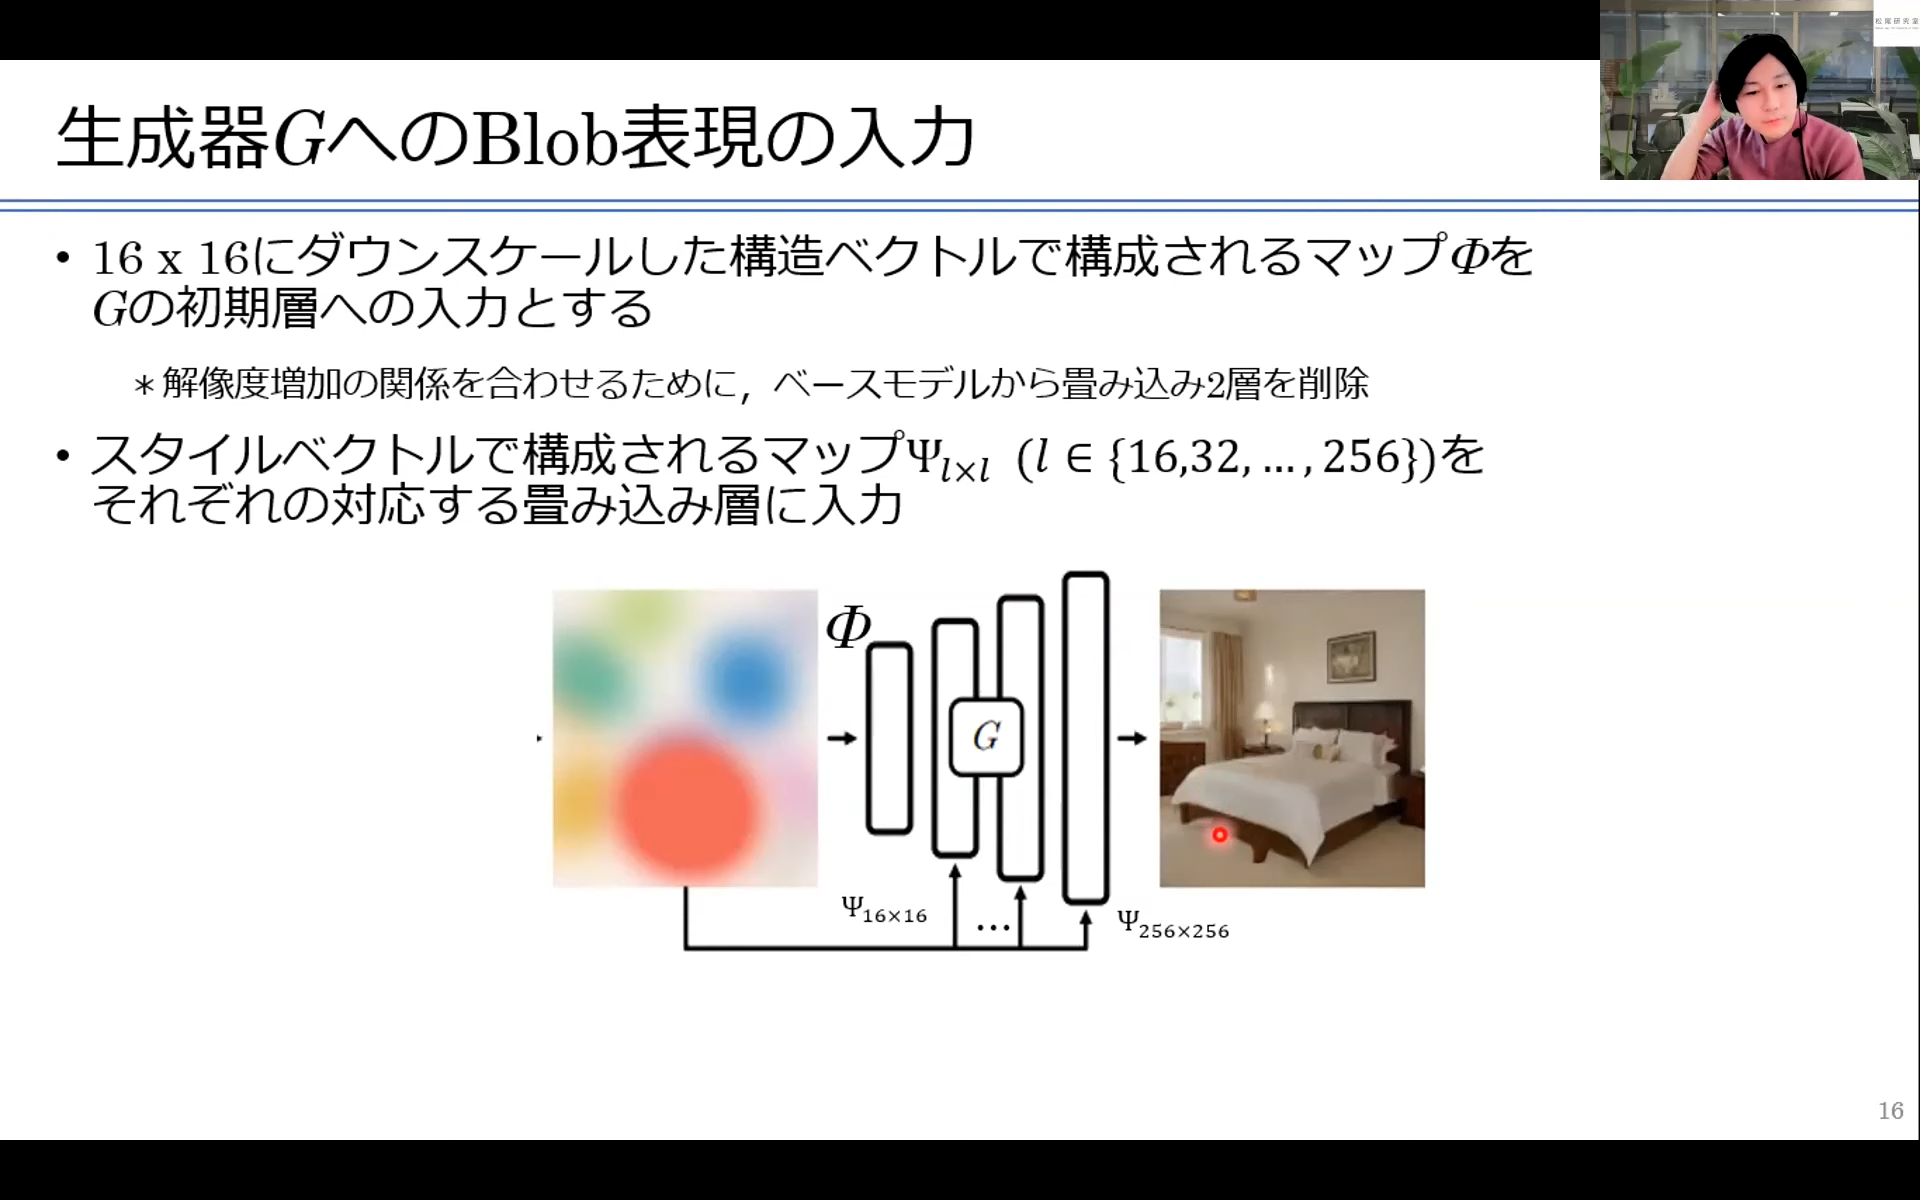 生成器GへのBlob表現の入力
• 16 x 16にダウンスケールした構造ベクトルで構成されるマップΦを
Gの初期層への入力とする
＊解像度増加の関係を合わせるために，ベースモデルから畳み込み2層を削除
• スタイルベクトルで構成されるマップΨl×l (l ∈ {16,32, … , 256})を
それぞれの対応する畳み込み層に入力
Φ
G
Ψ16×16
…
Ψ256×256
16
松尾研究室